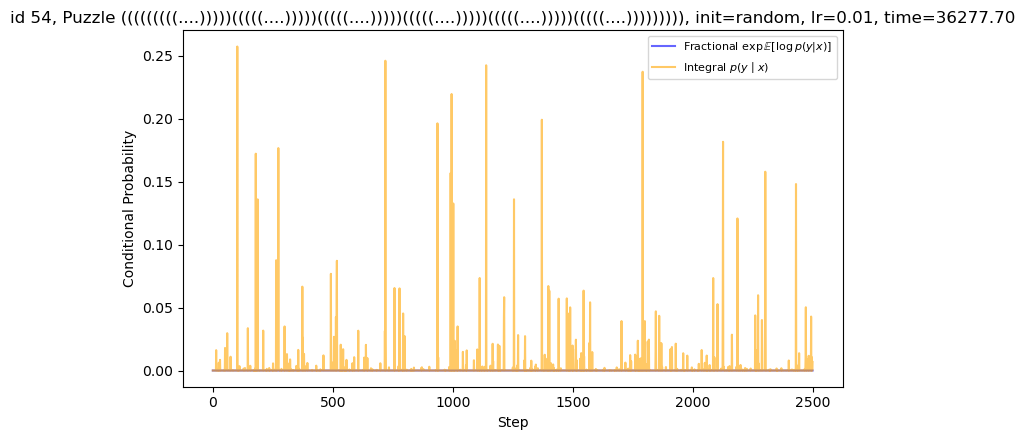 id 54, Puzzle (((((((((....)))))(((((....)))))(((((....)))))(((((....)))))(((((....)))))(((((....))))))))), init=random, lr=0.01, time=36277.70
Fractional exp𝔼[log p(y|x)]
Integral p(y | x)
0.25
0.20
0.15
0.10
0.05
0.00
Conditional Probability
0 500 1000 1500 2000 2500
Step